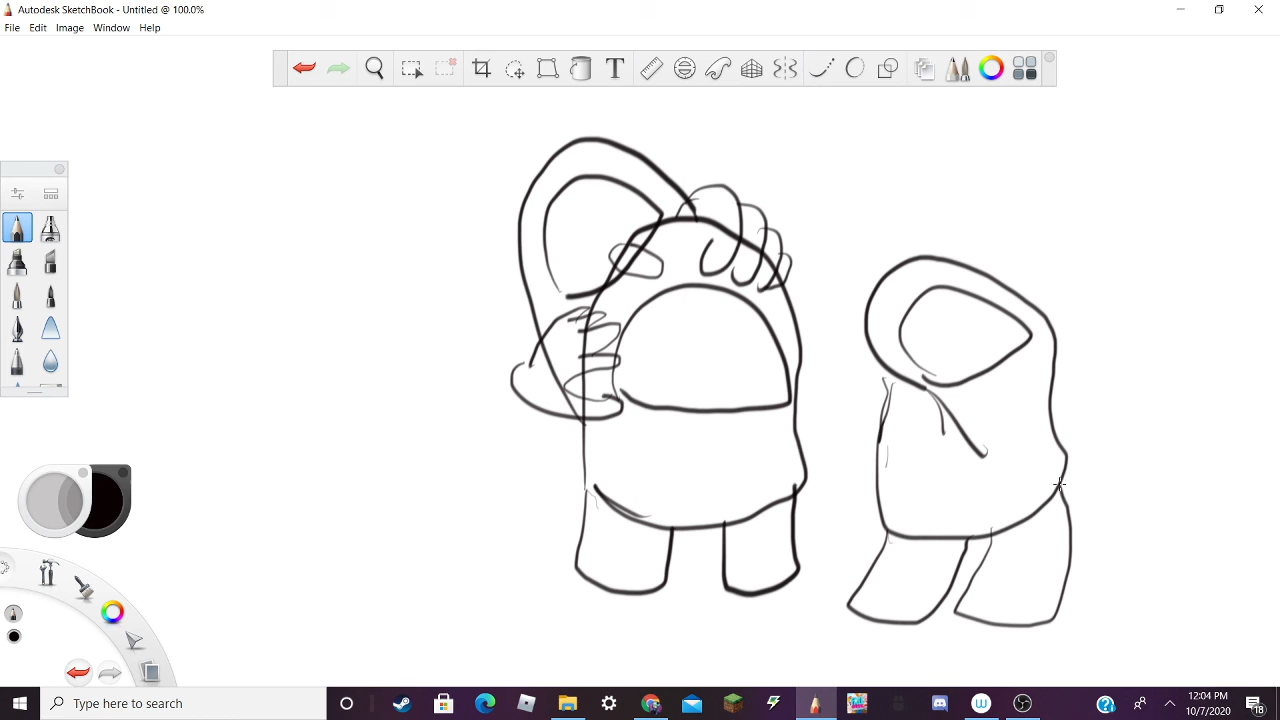 Autodesk SketchBook - Untitled @ 100.0%
File Edit Image Window Help
T
Type here to search
12:04 PM
10/7/2020
18